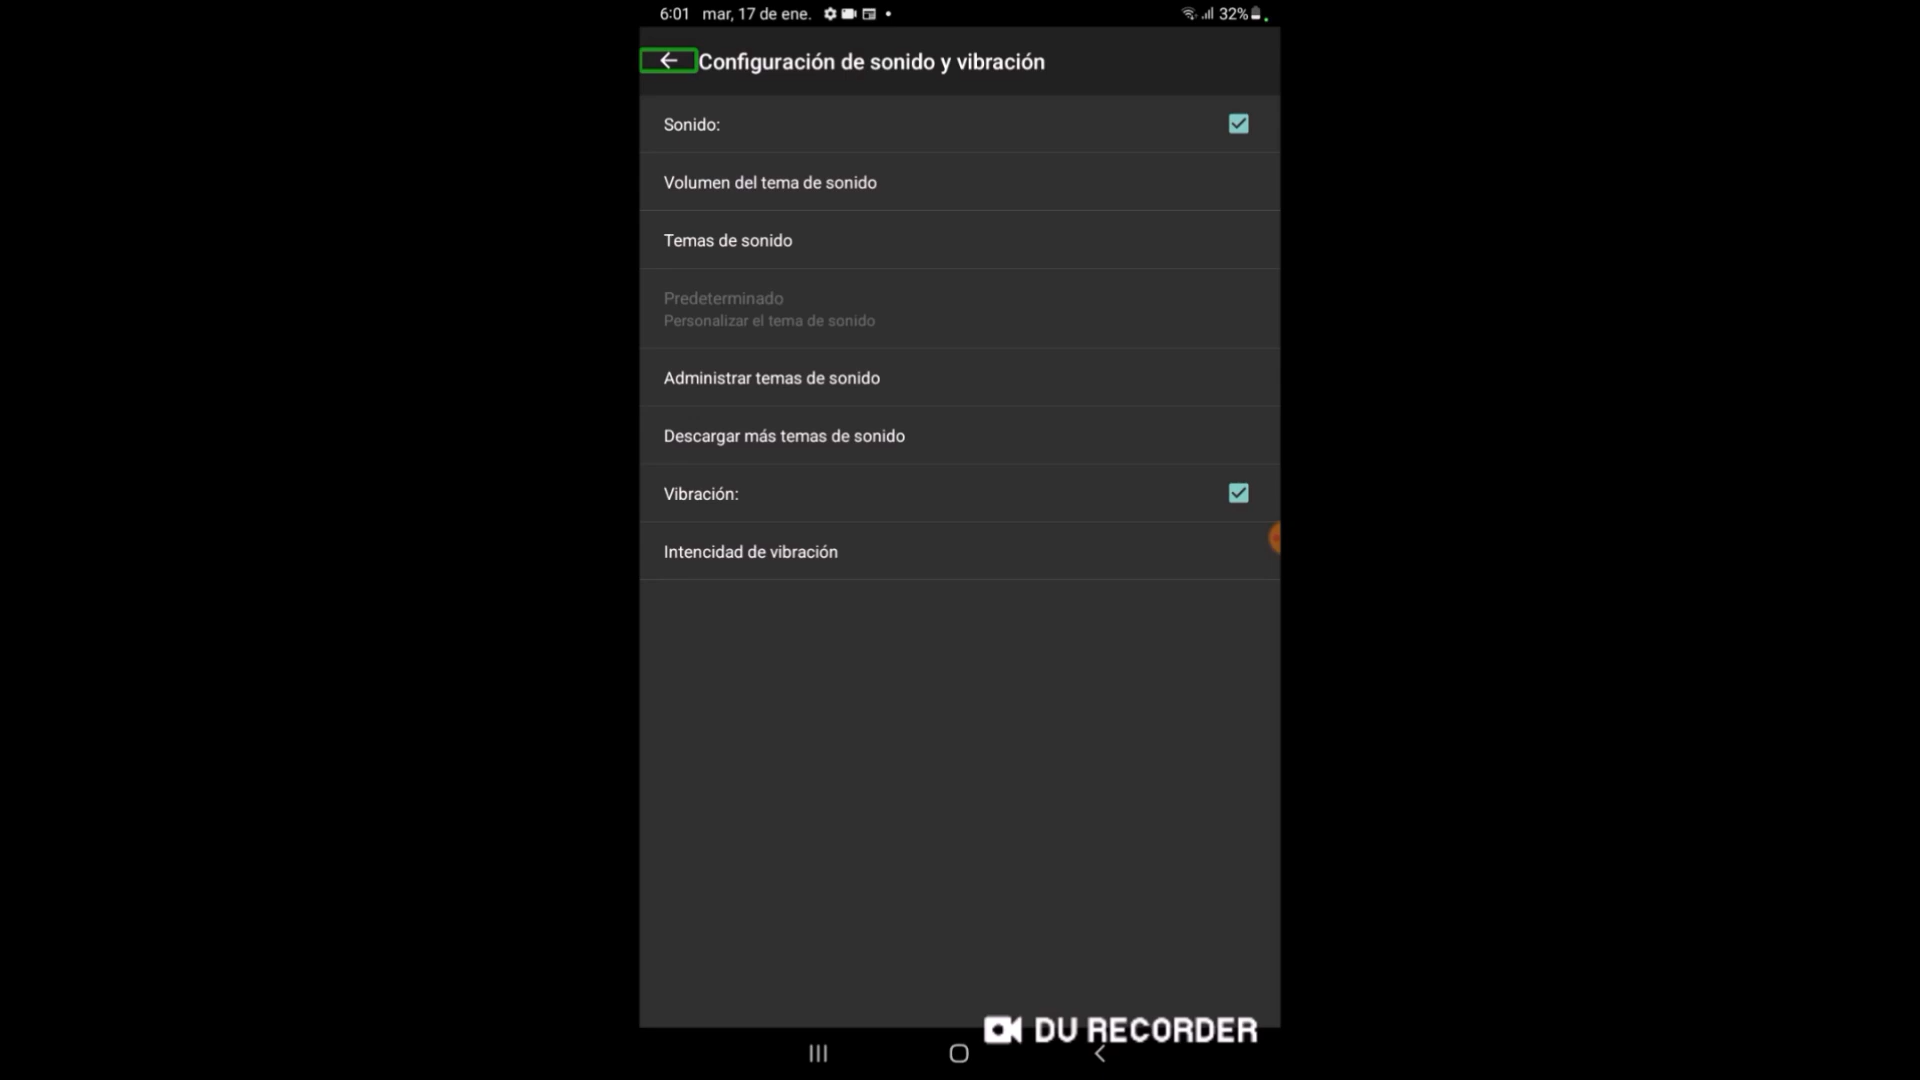 6:01 mar, 17 de ene. 32%
Configuración de sonido y vibración
Sonido:
Volumen del tema de sonido
Temas de sonido
Predeterminado
Personalizar el tema de sonido
Administrar temas de sonido
Descargar más temas de sonido
Vibración:
Intencidad de vibración
DU RECORDER